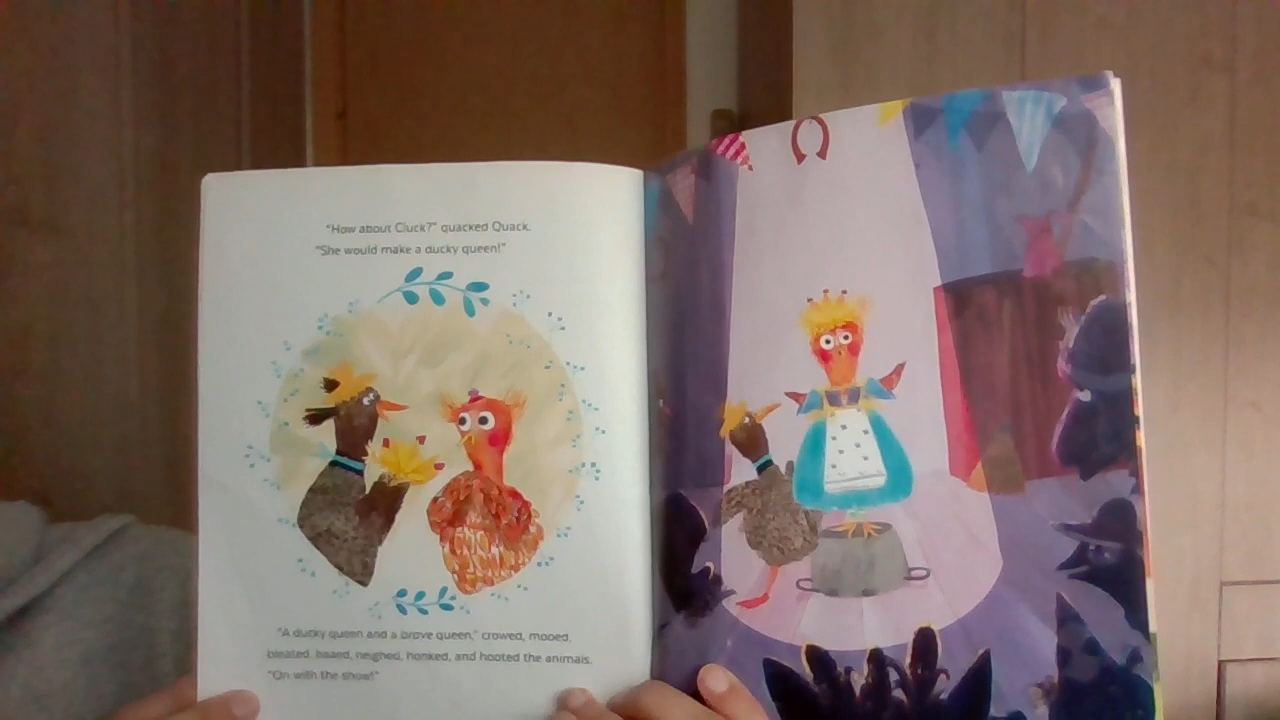 "How about Cluck?" quacked Quack.
"She would make a ducky queen!"
"A ducky queen and a brave queen," crowed, mooed,
bleated, baaed, neighed, honked, and hooted the animals.
"On with the show!"